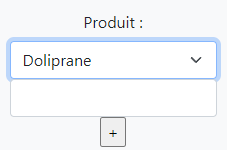 Produit :
Doliprane
+